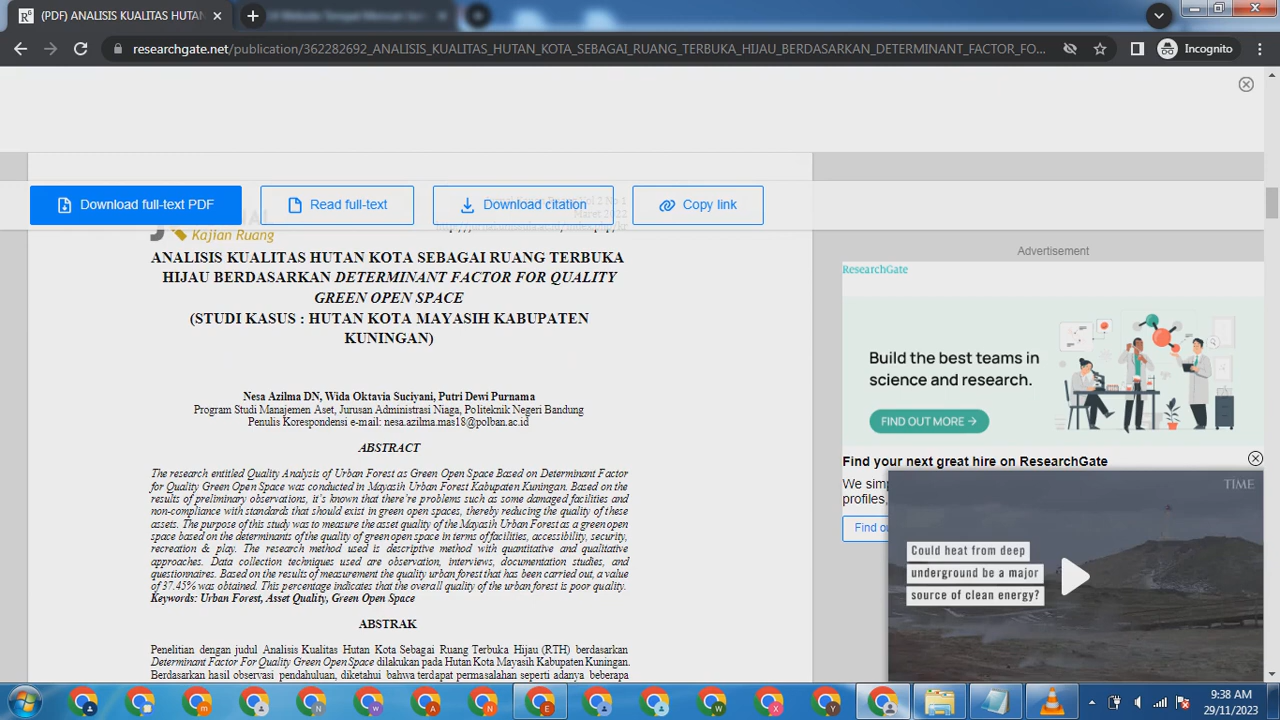 (PDF) ANALISIS KUALITAS HUTAN
researchgate.net/publication/362282692_ANALISIS_KUALITAS_HUTAN_KOTA_SEBAGAI_RUANG_TERBUKA_HIJAU_BERDASARKAN_DETERMINANT_FACTOR_FO...
Incognito
Download full-text PDF
Read full-text
Download citation
Copy link
Maret 2022
Kajian Ruang
ANALISIS KUALITAS HUTAN KOTA SEBAGAI RUANG TERBUKA
HIJAU BERDASARKAN DETERMINANT FACTOR FOR QUALITY
GREEN OPEN SPACE
(STUDI KASUS : HUTAN KOTA MAYASIH KABUPATEN
KUNINGAN)
Nesa Azilma DN, Wida Oktavia Suciyani, Putri Dewi Purnama
Program Studi Manajemen Aset, Jurusan Administrasi Niaga, Politeknik Negeri Bandung
Penulis Korespondensi e-mail: nesa.azilma.mas18@polban.ac.id
ABSTRACT
The research entitled Quality Analysis of Urban Forest as Green Open Space Based on Determinant Factor
for Quality Green Open Space was conducted in Mayasih Urban Forest Kabupaten Kuningan. Based on the
results of preliminary observations, it's known that there're problems such as some damaged facilities and
non-compliance with standards that should exist in green open spaces, thereby reducing the quality of these
assets. The purpose of this study was to measure the asset quality of the Mayasih Urban Forest as a green open
space based on the determinants of the quality of green open space in terms of facilities, accessibility, security,
recreation & play. The research method used is descriptive method with quantitative and qualitative
approaches. Data collection techniques used are observation, interviews, documentation studies, and
questionnaires. Based on the results of measurement the quality urban forest that has been carried out, a value
of 37.45% was obtained. This percentage indicates that the overall quality of the urban forest is poor quality.
Keywords: Urban Forest, Asset Quality, Green Open Space
ABSTRAK
Penelitian dengan judul Analisis Kualitas Hutan Kota Sebagai Ruang Terbuka Hijau (RTH) berdasarkan
Determinant Factor For Quality Green Open Space dilakukan pada Hutan Kota Mayasih Kabupaten Kuningan.
Berdasarkan hasil observasi pendahuluan, diketahui bahwa terdapat permasalahan seperti adanya beberapa
Advertisement
ResearchGate
Build the best teams in
science and research.
FIND OUT MORE
Find your next great hire on ResearchGate
We simp
profiles,
Find ou
TIME
Could heat from deep
underground be a major
source of clean energy?
9:38 AM
29/11/2023